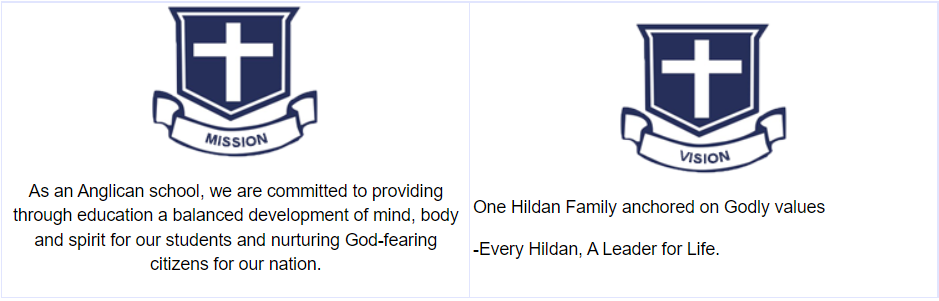 MISSION
As an Anglican school, we are committed to providing
through education a balanced development of mind, body
and spirit for our students and nurturing God-fearing
citizens for our nation.
VISION
One Hildan Family anchored on Godly values
-Every Hildan, A Leader for Life.